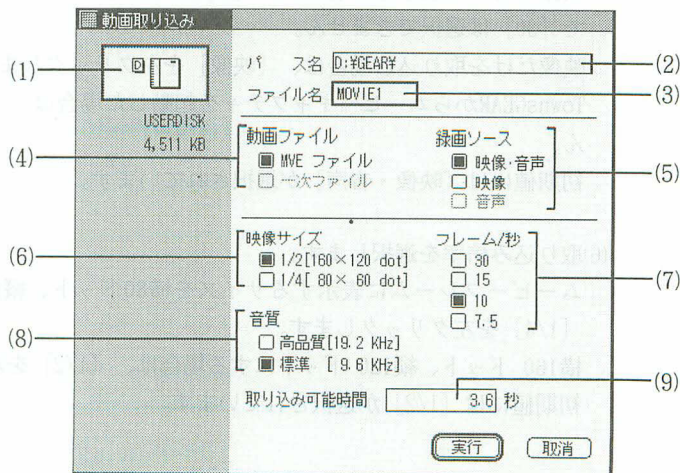 動画取り込み
(1)
D
USERDISK
4,511 KB
パ ス名 D:¥GEAR¥
(2)
ファイル名 MOVIE1
(3)
(4)
動画ファイル
MVE ファイル
一次ファイル
録画ソース
映像・音声
映像
音声
(5)
(6)
映像サイズ
1/2[160×120 dot]
1/4[ 80× 60 dot]
フレーム/秒
30
15
10
7.5
(7)
(8)
音質
高品質[19.2 KHz]
標準 [ 9.6 KHz]
(9)
取り込み可能時間 3.6 秒
実行
取消